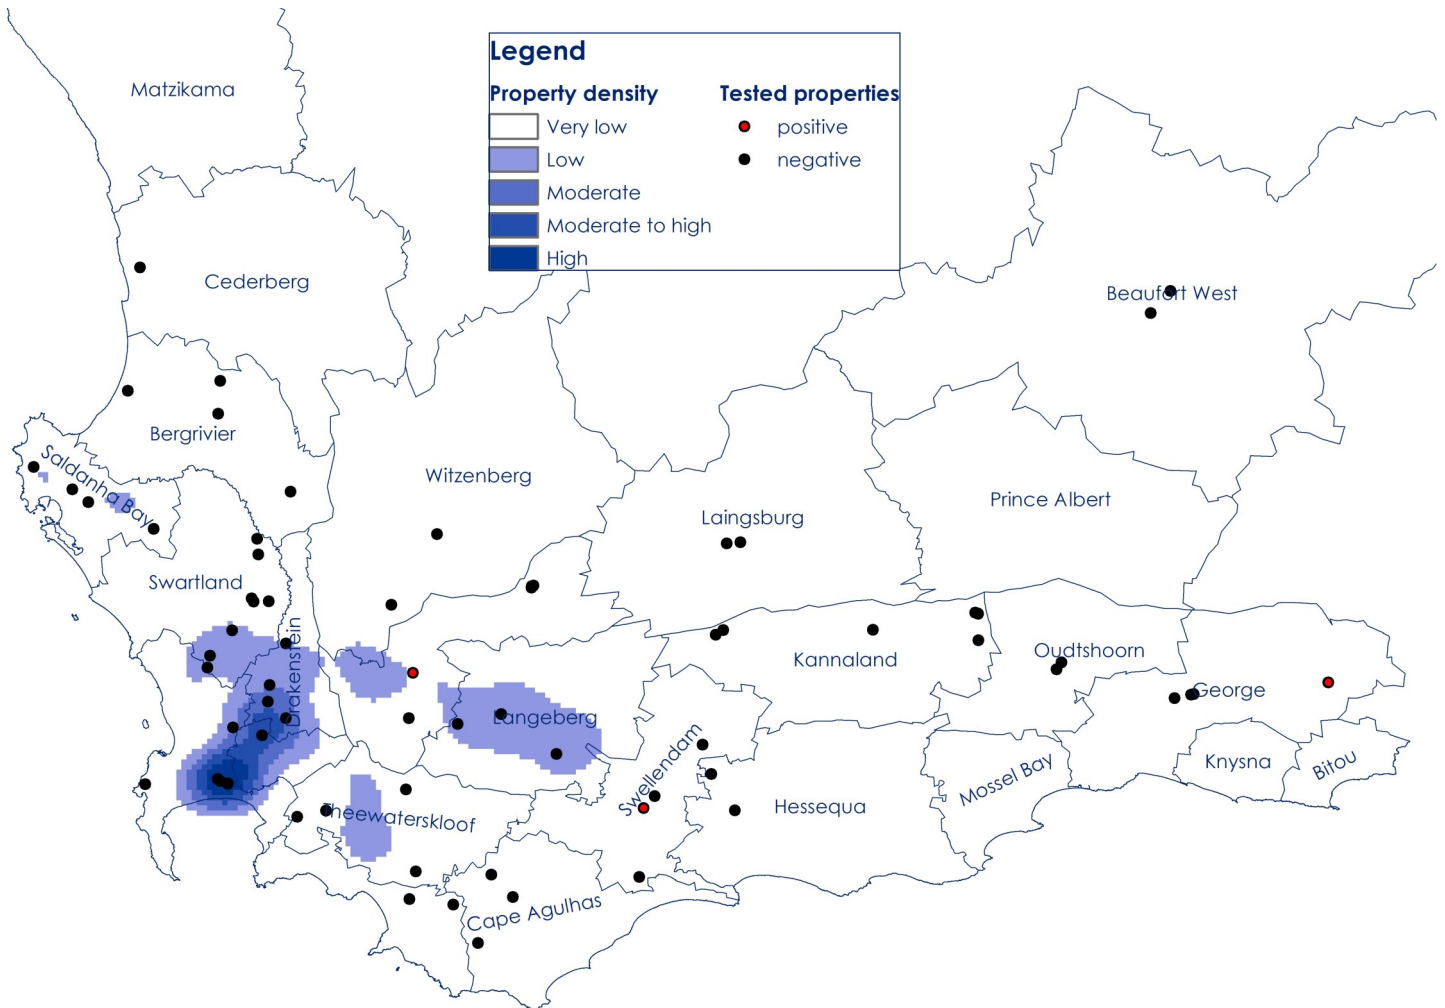 Legend
Property density
Tested properties
Very low
positive
Low
negative
Moderate
Moderate to high
High
Matzikama
Cederberg
Beaufort West
Bergrivier
Saldanha Bay
Witzenberg
Prince Albert
Laingsburg
Swartland
Drakenstein
Kannaland
Oudtshoorn
George
Langeberg
Swellendam
Knysna
Bitou
Mossel Bay
Hessequa
Theewaterskloof
Cape Agulhas